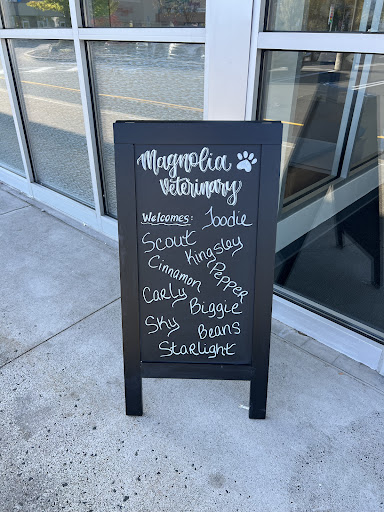 Magnolia
Veterinary
Welcomes: Joodie
Scout
Kingsley
Cinnamon
Pepper
Carly
Biggie
Sky
Beans
Starlight